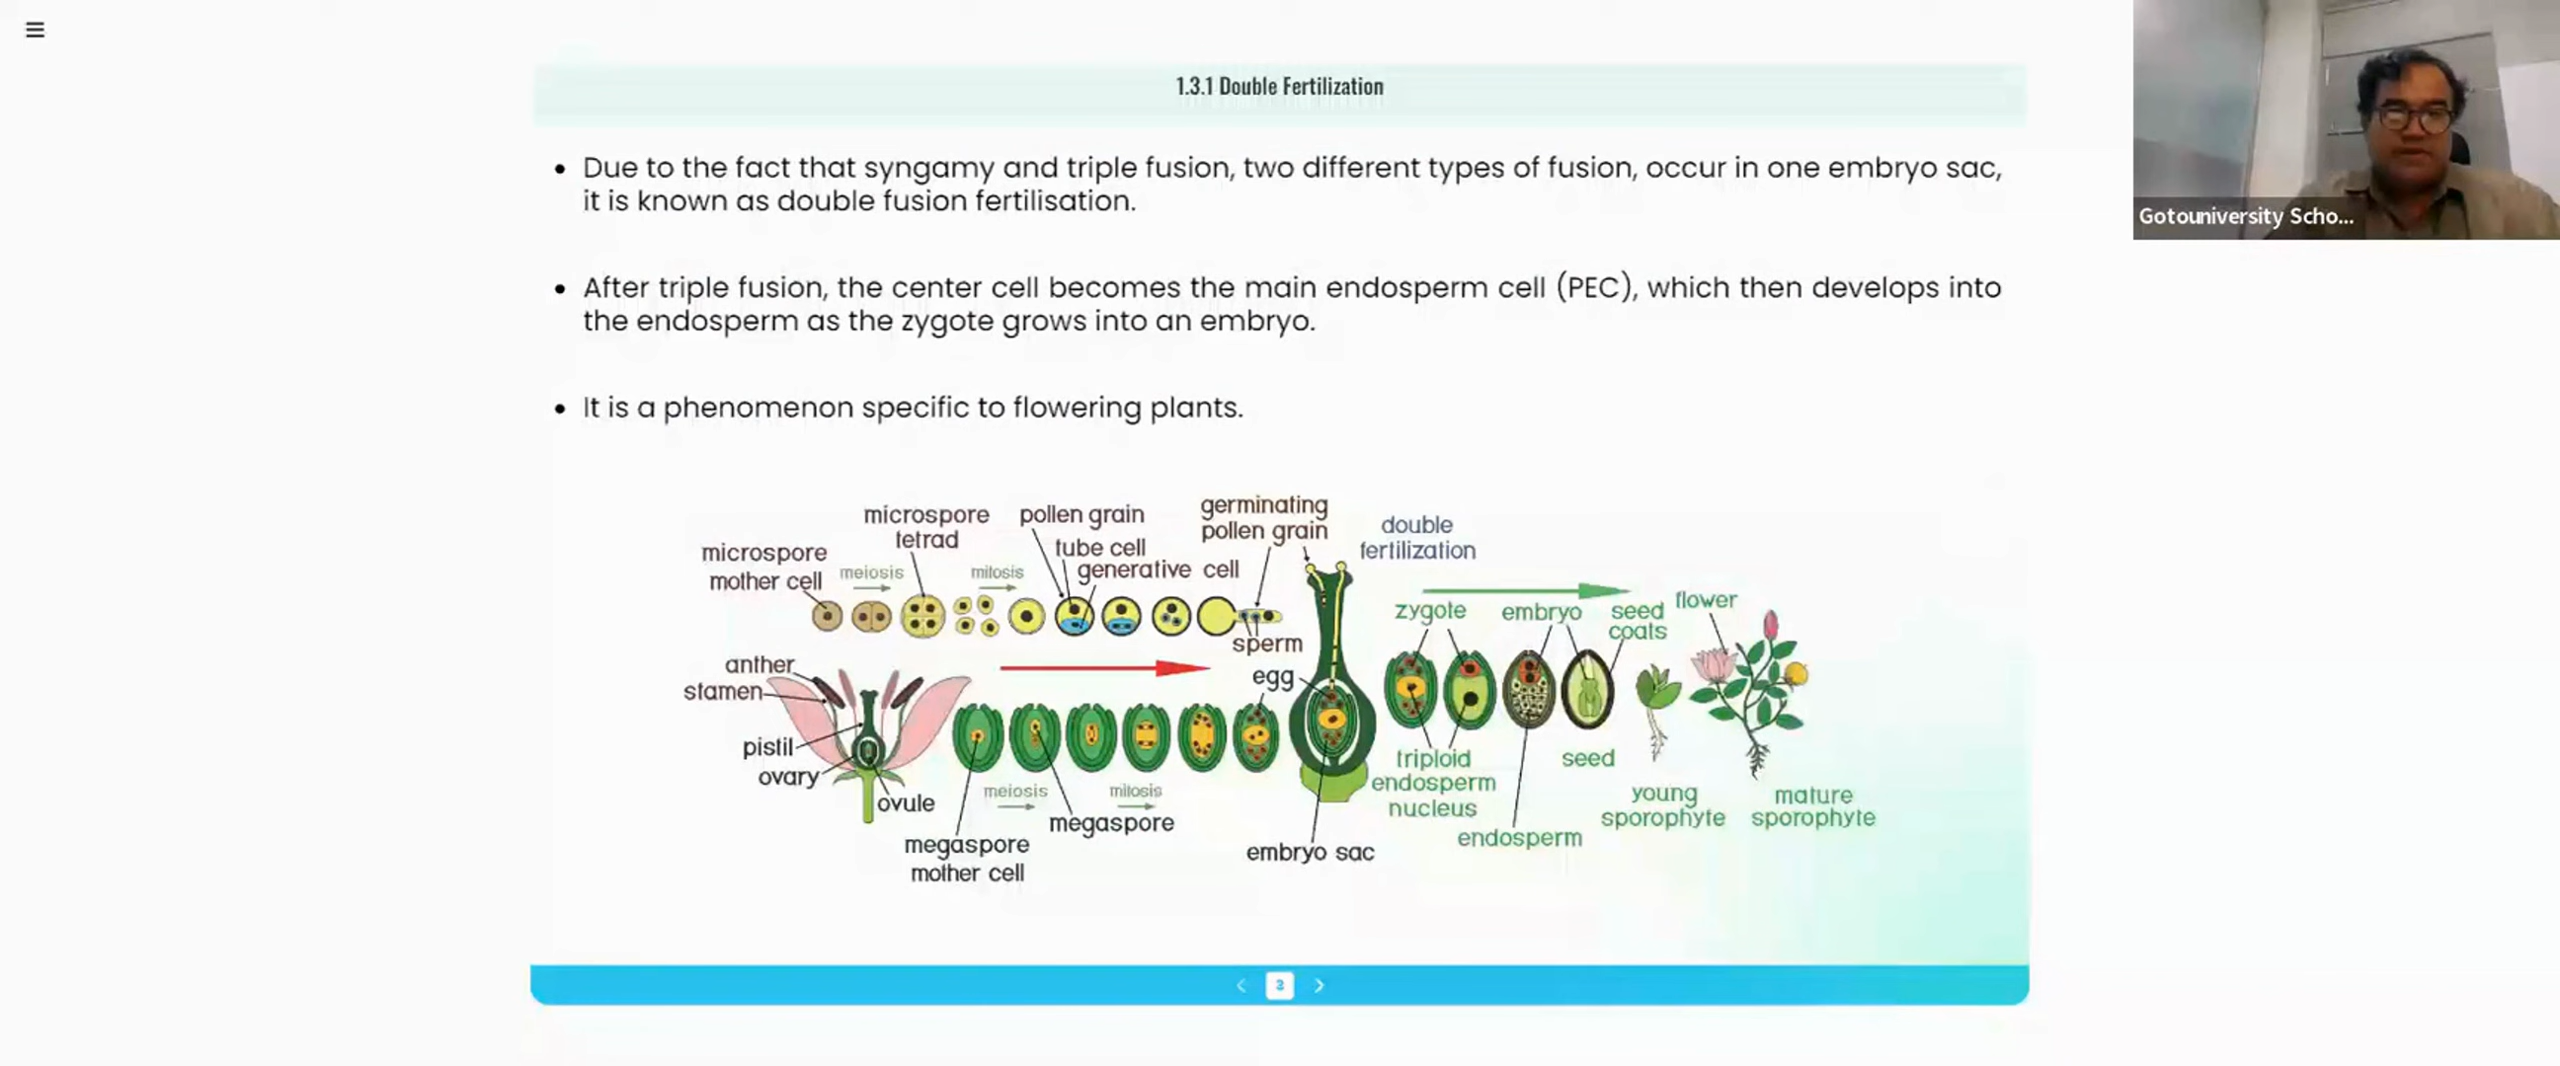 1.3.1 Double Fertilization
Gotouniversity Scho...
• Due to the fact that syngamy and triple fusion, two different types of fusion, occur in one embryo sac,
it is known as double fusion fertilisation.
• After triple fusion, the center cell becomes the main endosperm cell (PEC), which then develops into
the endosperm as the zygote grows into an embryo.
• It is a phenomenon specific to flowering plants.
microspore
mother cell
meiosis
microspore
tetrad
mitosis
pollen grain
tube cell
generative cell
germinating
pollen grain
sperm
double
fertilization
anther
stamen
pistil
ovary
ovule
megaspore
mother cell
meiosis
megaspore
mitosis
egg
embryo sac
zygote
embryo
seed
coats
flower
triploid
endosperm
nucleus
endosperm
seed
young
sporophyte
mature
sporophyte
3